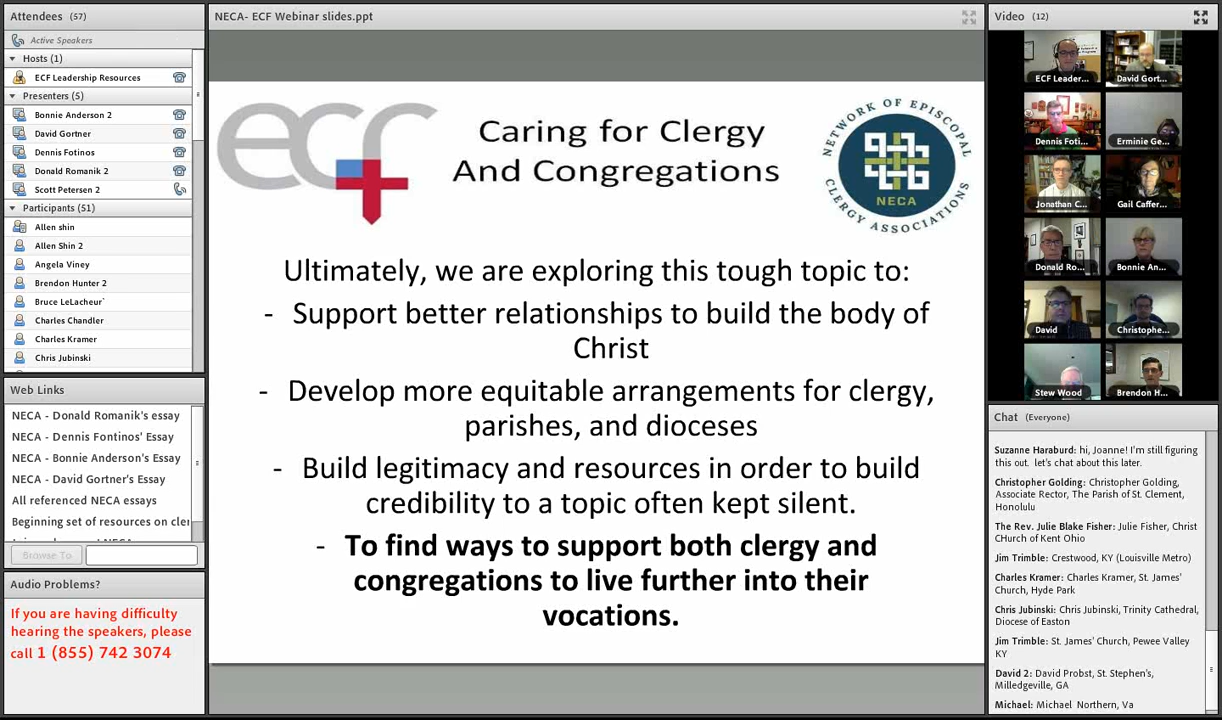 Attendees (57)
Active Speakers
Hosts (1)
ECF Leadership Resources
Presenters (5)
Bonnie Anderson 2
David Gortner
Dennis Fotinos
Donald Romanik 2
Scott Petersen 2
Participants (51)
Allen shin
Allen Shin 2
Angela Viney
Brendon Hunter 2
Bruce LeLacheur`
Charles Chandler
Charles Kramer
Chris Jubinski
Web Links
NECA - Donald Romanik's essay
NECA - Dennis Fontinos' Essay
NECA - Bonnie Anderson's Essay
NECA - David Gortner's Essay
All referenced NECA essays
Beginning set of resources on cler
Browse To
Audio Problems?
If you are having difficulty
hearing the speakers, please
call 1 (855) 742 3074
NECA- ECF Webinar slides.ppt
ecf
Caring for Clergy
And Congregations
NETWORK OF EPISCOPAL
NECA
CLERGY ASSOCIATIONS
Ultimately, we are exploring this tough topic to:
- Support better relationships to build the body of
Christ
- Develop more equitable arrangements for clergy,
parishes, and dioceses
- Build legitimacy and resources in order to build
credibility to a topic often kept silent.
- To find ways to support both clergy and
congregations to live further into their
vocations.
Video (12)
ECF Leader...
David Gort...
Dennis Foti...
Erminie Ge...
Jonathan C...
Gail Caffer...
Donald Ro...
Bonnie An...
David
Christophe...
Stew Wood
Brendon H...
Chat (Everyone)
Suzanne Haraburd: hi, Joanne! I'm still figuring
this out. let's chat about this later.
Christopher Golding: Christopher Golding,
Associate Rector, The Parish of St. Clement,
Honolulu
The Rev. Julie Blake Fisher: Julie Fisher, Christ
CHurch of Kent Ohio
Jim Trimble: Crestwood, KY (Louisville Metro)
Charles Kramer: Charles Kramer, St. James'
Church, Hyde Park
Chris Jubinski: Chris Jubinski, Trinity Cathedral,
Diocese of Easton
Jim Trimble: St. James' Church, Pewee Valley
KY
David 2: David Probst, St. Stephen's,
Milledgeville, GA
Michael: Michael Northern, Va